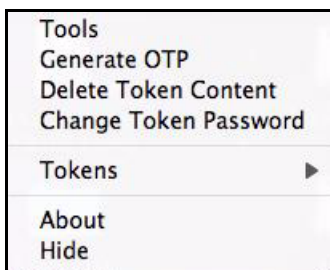 Tools
Generate OTP
Delete Token Content
Change Token Password
Tokens
About
Hide